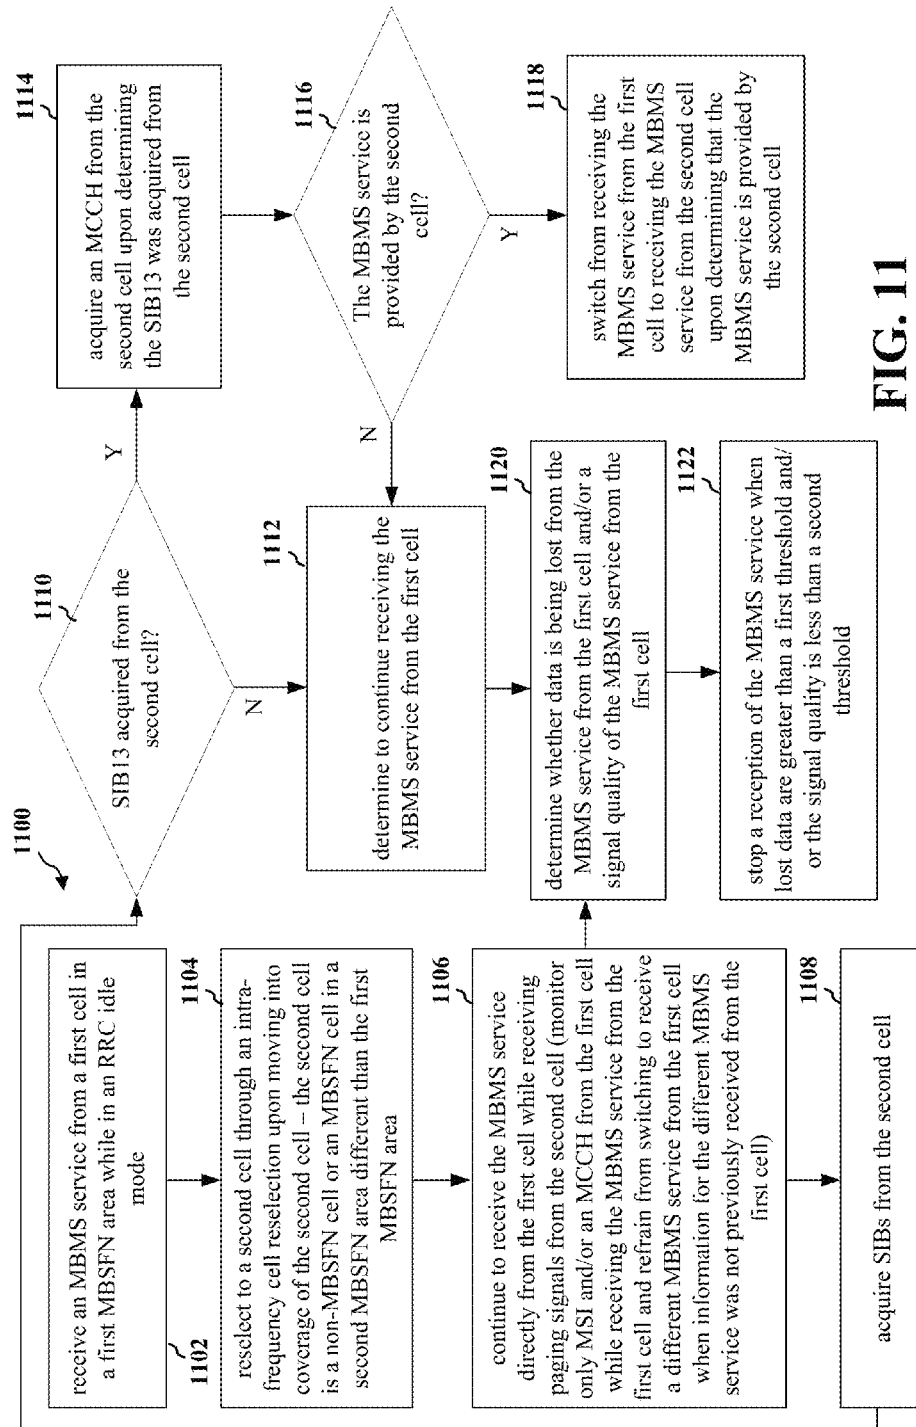 1100
1102
receive an MBMS service from a first cell in
a first MBSFN area while in an RRC idle
mode
1104
reselect to a second cell through an intra-
frequency cell reselection upon moving into
coverage of the second cell – the second cell
is a non-MBSFN cell or an MBSFN cell in a
second MBSFN area different than the first
MBSFN area
1106
continue to receive the MBMS service
directly from the first cell while receiving
paging signals from the second cell (monitor
only MSI and/or an MCCH from the first cell
while receiving the MBMS service from the
first cell and refrain from switching to receive
a different MBMS service from the first cell
when information for the different MBMS
service was not previously received from the
first cell)
1108
acquire SIBs from the second cell
1110
SIB13 acquired from the
second cell?
Y
N
1112
determine to continue receiving the
MBMS service from the first cell
1114
acquire an MCCH from the
second cell upon determining
the SIB13 was acquired from
the second cell
1116
The MBMS service is
provided by the second
cell?
N
Y
1118
switch from receiving the
MBMS service from the first
cell to receiving the MBMS
service from the second cell
upon determining that the
MBMS service is provided by
the second cell
1120
determine whether data is being lost from the
MBMS service from the first cell and/or a
signal quality of the MBMS service from the
first cell
1122
stop a reception of the MBMS service when
lost data are greater than a first threshold and/
or the signal quality is less than a second
threshold
FIG. 11